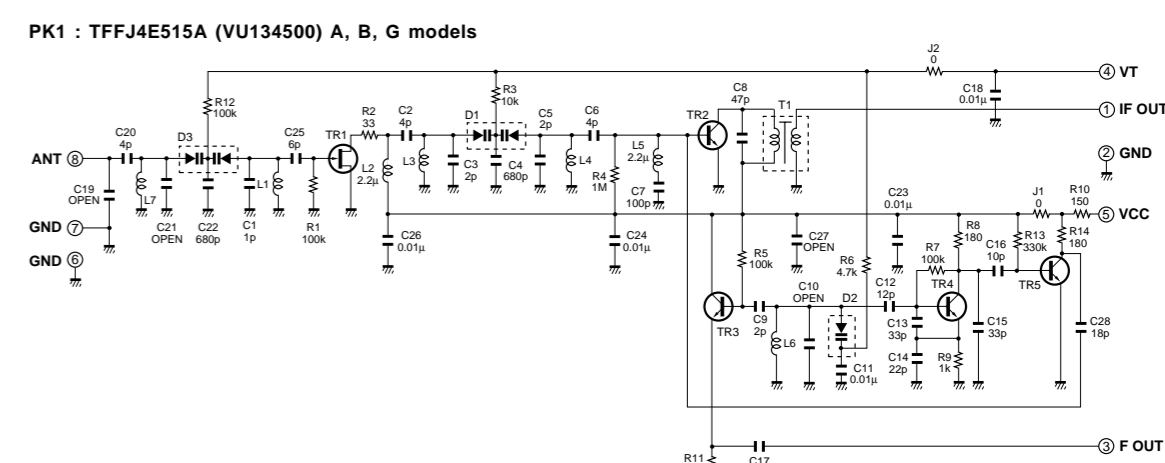 PK1 : TFFJ4E515A (VU134500) A, B, G models
J2
0
④ VT
R12
100k
R3
10k
C8
47p
T1
C18
0.01µ
① IF OUT
C20
4p
D3
C25
6p
TR1
R2
33
C2
4p
D1
C5
2p
C6
4p
TR2
ANT ⑧
② GND
C19
OPEN
L7
C21
OPEN
C22
680p
C1
1p
L1
R1
100k
L2
2.2µ
L3
C3
2p
C4
680p
L4
R4
1M
L5
2.2µ
C7
100p
C23
0.01µ
J1
0
R10
150
GND ⑦
⑤ VCC
GND ⑥
C26
0.01µ
C24
0.01µ
R5
100k
C27
OPEN
R6
4.7k
R8
180
R7
100k
C16
10p
R13
330k
R14
180
TR3
C9
2p
L6
C10
OPEN
D2
C11
0.01µ
C12
12p
TR4
TR5
C13
33p
C14
22p
R9
1k
C15
33p
C28
18p
③ F OUT
R11
C17